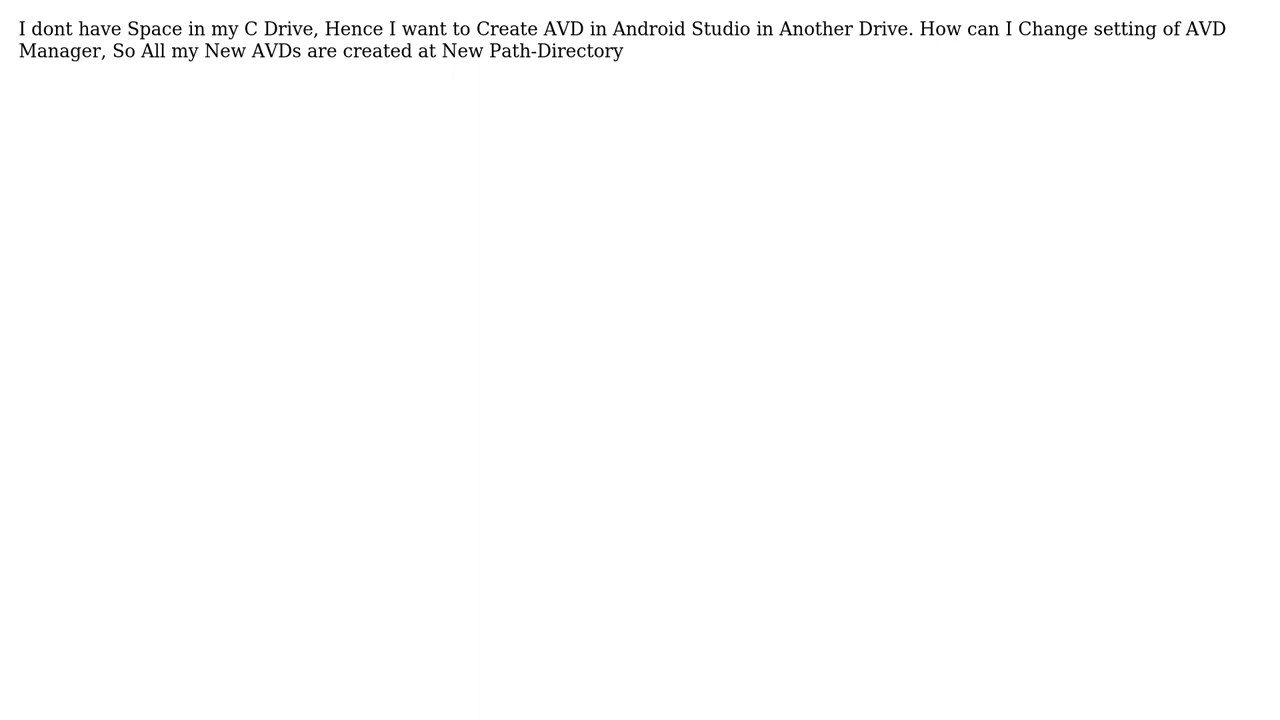 I dont have Space in my C Drive, Hence I want to Create AVD in Android Studio in Another Drive. How can I Change setting of AVD
Manager, So All my New AVDs are created at New Path-Directory